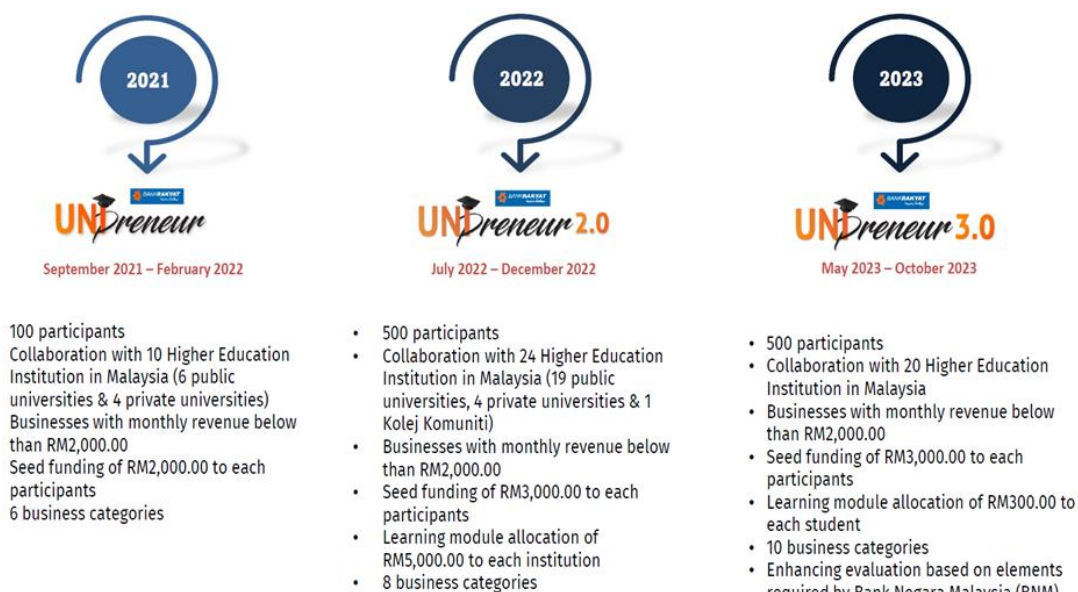 2021
BANK RAKYAT
UNIpreneur
September 2021 – February 2022
100 participants
Collaboration with 10 Higher Education
Institution in Malaysia (6 public
universities & 4 private universities)
Businesses with monthly revenue below
than RM2,000.00
Seed funding of RM2,000.00 to each
participants
6 business categories
2022
BANK RAKYAT
UNIpreneur 2.0
July 2022 – December 2022
• 500 participants
• Collaboration with 24 Higher Education
Institution in Malaysia (19 public
universities, 4 private universities & 1
Kolej Komuniti)
• Businesses with monthly revenue below
than RM2,000.00
• Seed funding of RM3,000.00 to each
participants
• Learning module allocation of
RM5,000.00 to each institution
• 8 business categories
2023
BANK RAKYAT
UNIpreneur 3.0
May 2023 – October 2023
• 500 participants
• Collaboration with 20 Higher Education
Institution in Malaysia
• Businesses with monthly revenue below
than RM2,000.00
• Seed funding of RM3,000.00 to each
participants
• Learning module allocation of RM300.00 to
each student
• 10 business categories
• Enhancing evaluation based on elements
required by Bank Negara Malaysia (BNM)